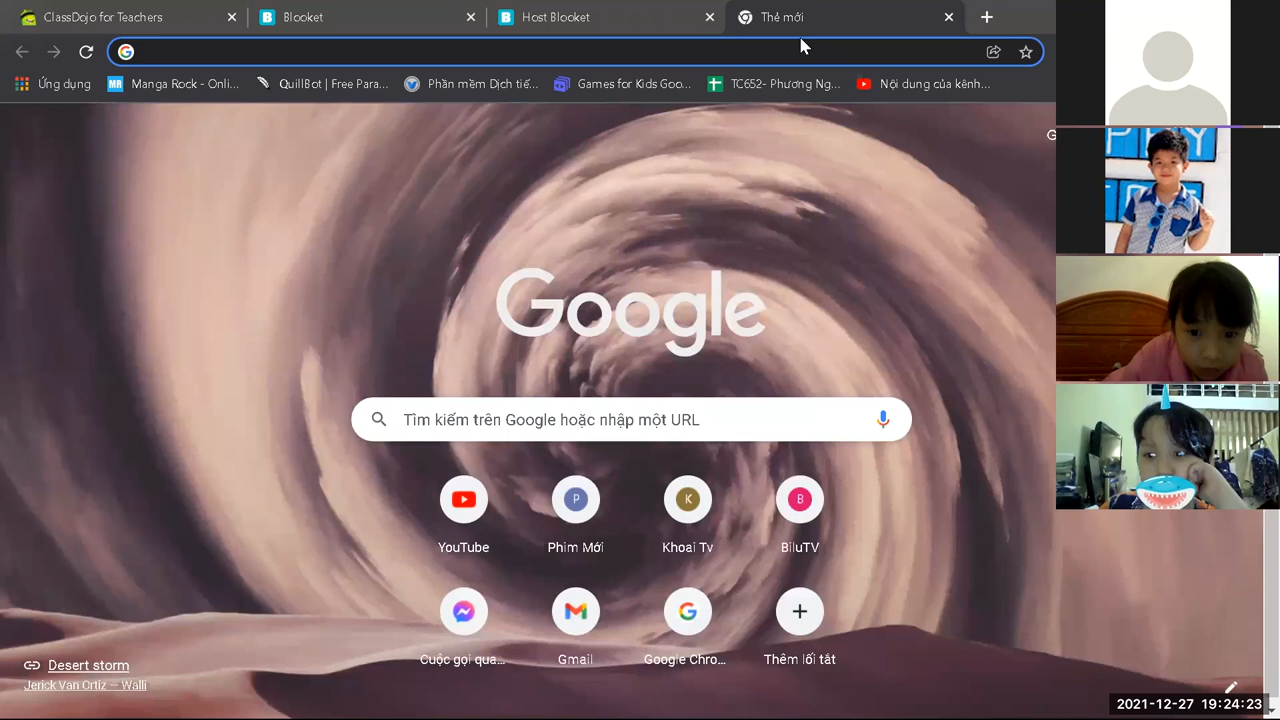 ClassDojo for Teachers
Blooket
Host Blooket
Thẻ mới
Ứng dụng
Manga Rock - Onli...
QuillBot | Free Para...
Phần mềm Dịch tiế...
Games for Kids Goo...
TC652- Phương Ng...
Nội dung của kênh...
G
Google
Tìm kiếm trên Google hoặc nhập một URL
YouTube
P
Phim Mới
K
Khoai Tv
B
BiluTV
Cuộc gọi qua...
Gmail
Google Chro...
Thêm lối tắt
Desert storm
Jerick Van Ortiz — Walli
2021-12-27 19:24:23